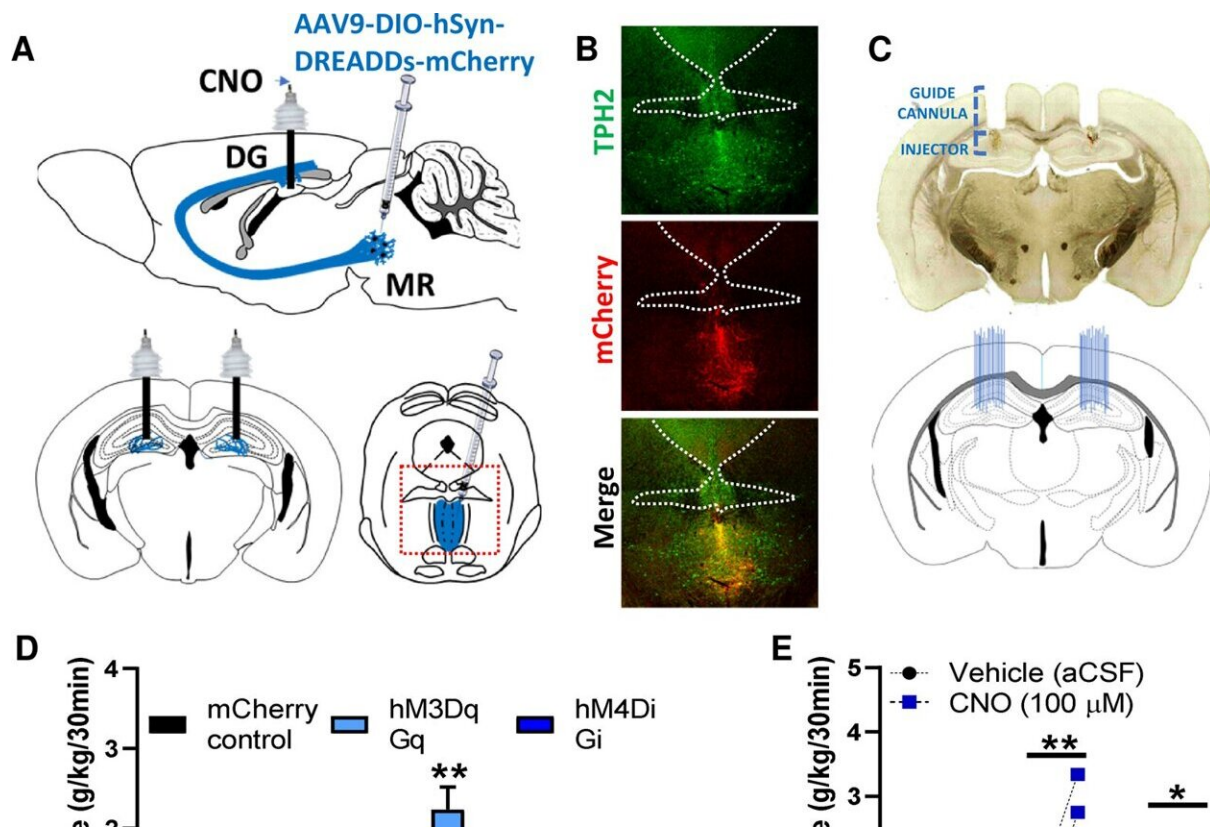 A
AAV9-DIO-hSyn-
DREADDs-mCherry
CNO
DG
MR
B
TPH2
mCherry
Merge
C
GUIDE
CANNULA
INJECTOR
D
(g/kg/30min)
4
3
mCherry
control
hM3Dq
Gq
hM4Di
Gi
**
E
(g/kg/30min)
5
4
3
Vehicle (aCSF)
CNO (100 μM)
**
*